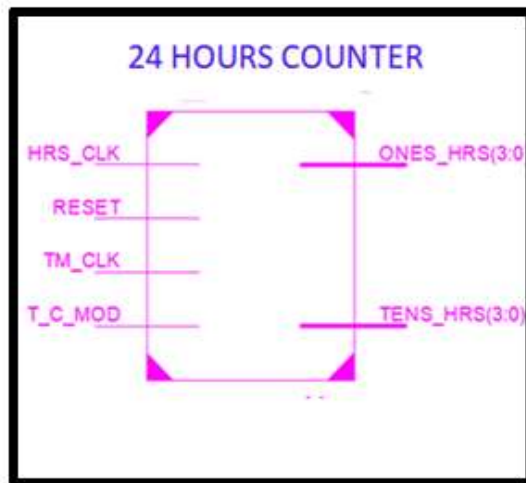 24 HOURS COUNTER
HRS_CLK
ONES_HRS(3:0
RESET
TM_CLK
T_C_MOD
TENS_HRS(3:0)